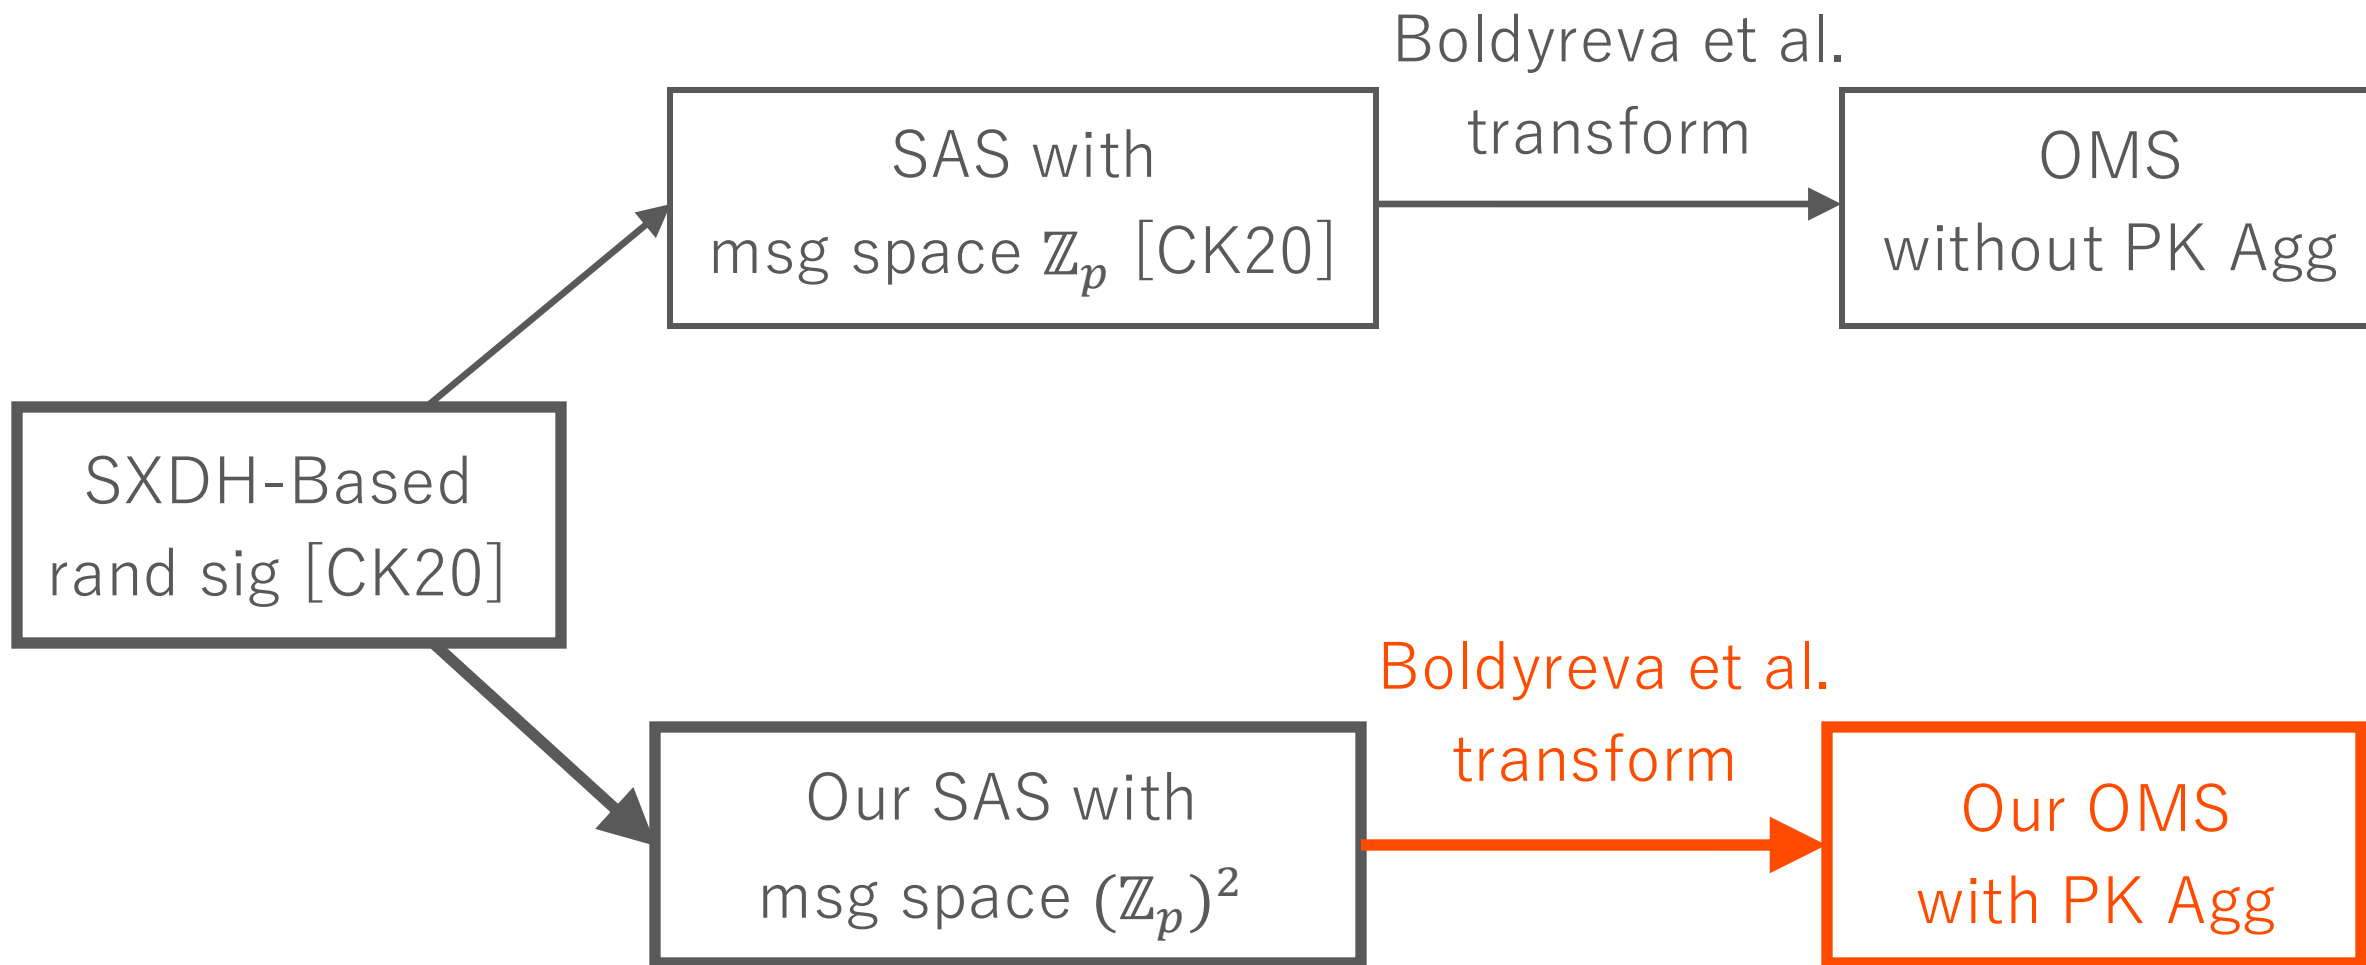 Boldyreva et al.
transform
SAS with
msg space ℤ𝑝 [CK20]
OMS
without PK Agg
SXDH-Based
rand sig [CK20]
Boldyreva et al.
transform
Our SAS with
msg space (ℤ𝑝)²
Our OMS
with PK Agg